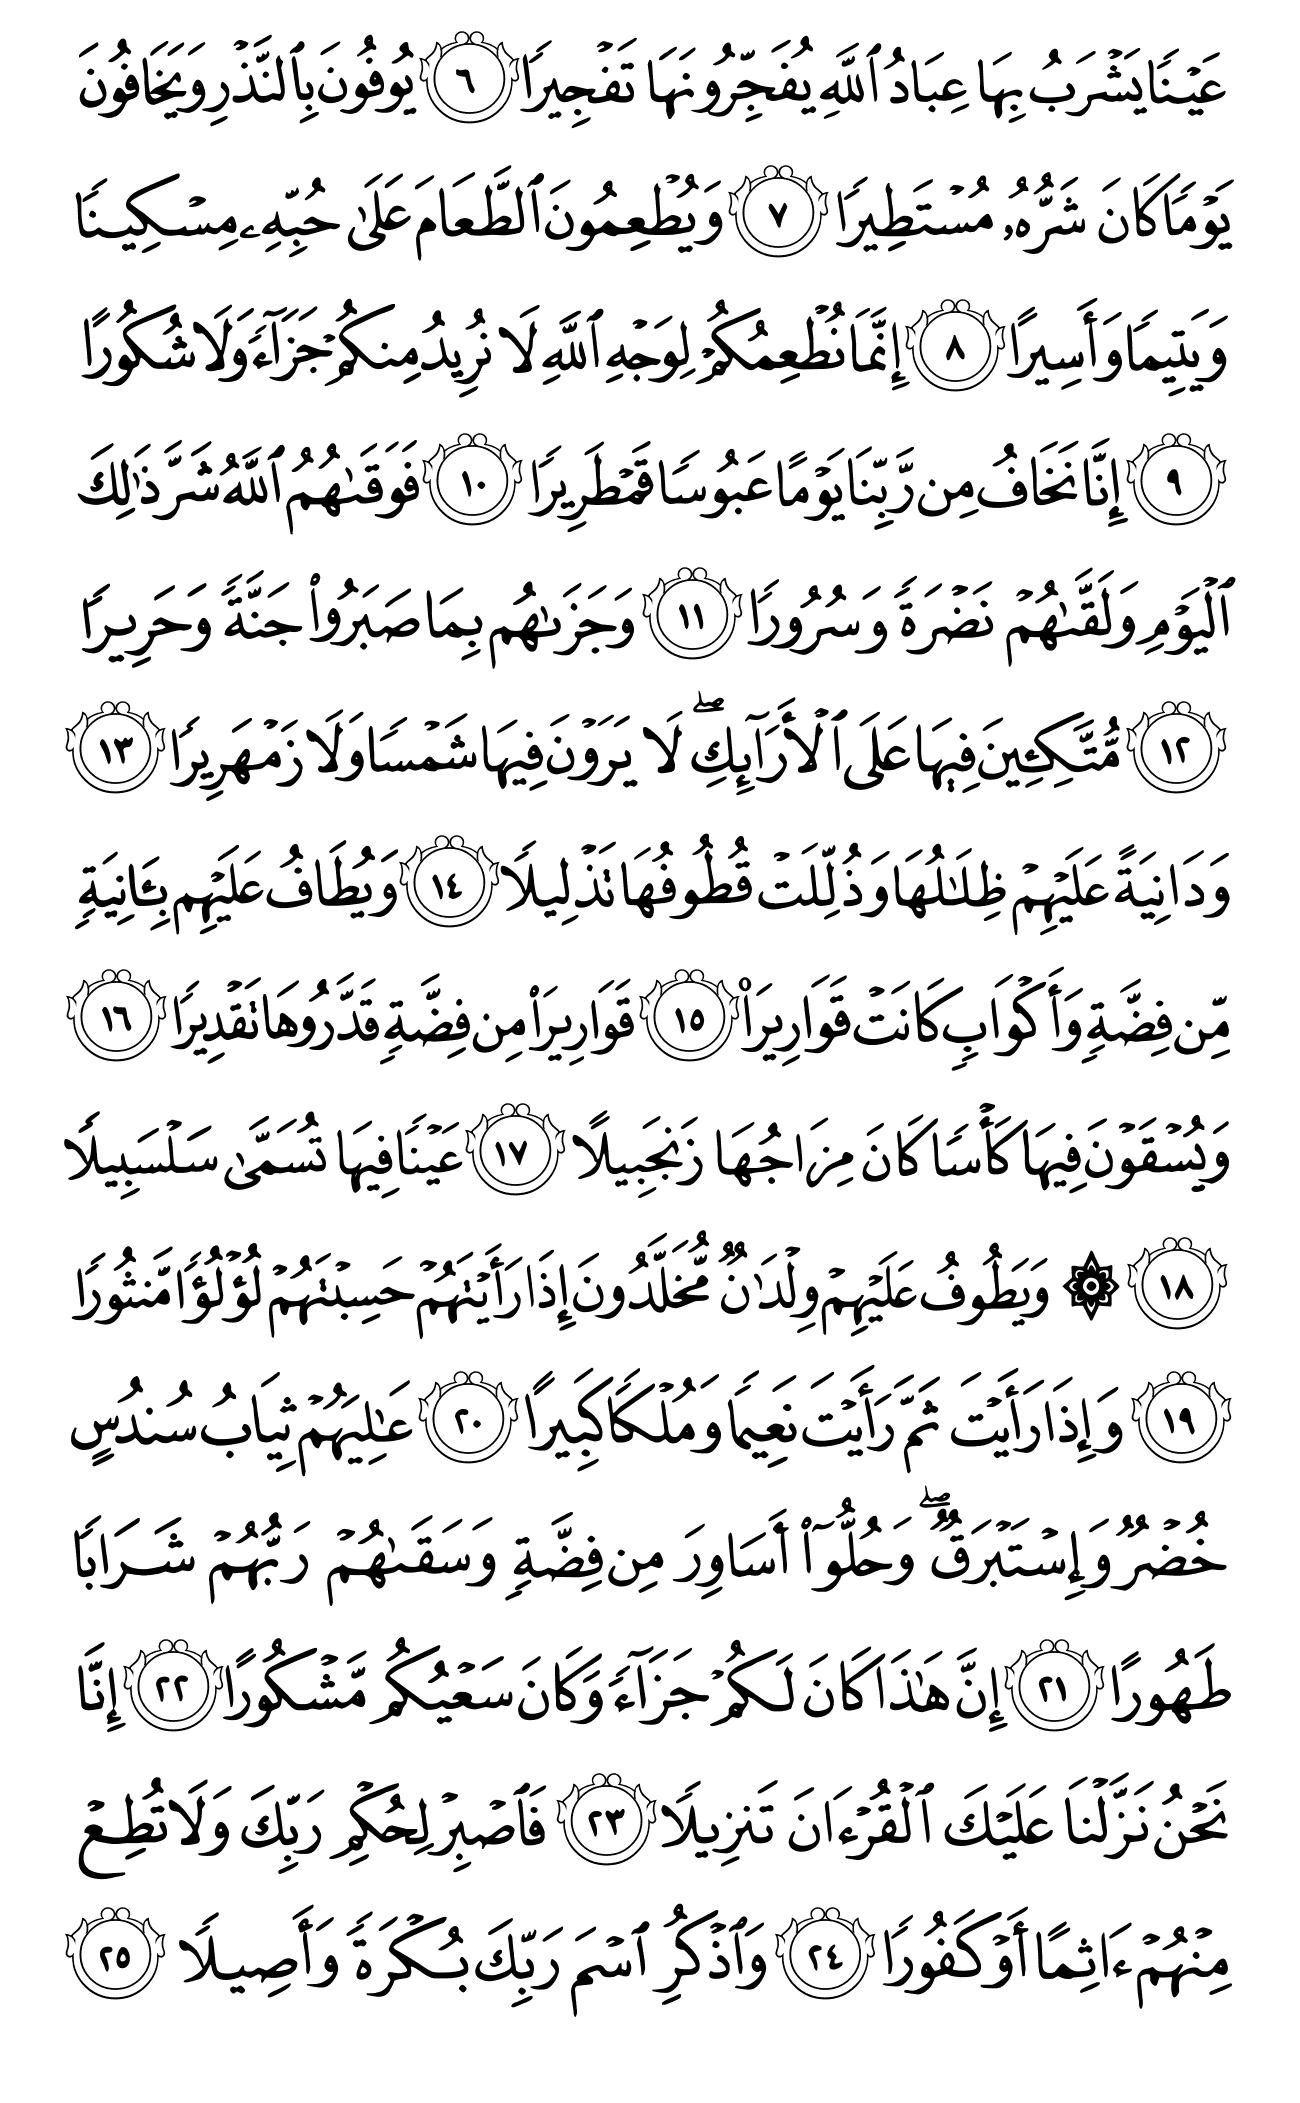 عَيْنًا يَشْرَبُ بِهَا عِبَادُ ٱللَّهِ يُفَجِّرُونَهَا تَفْجِيرًا ٦ يُوفُونَ بِٱلنَّذْرِ وَيَخَافُونَ
يَوْمًا كَانَ شَرُّهُۥ مُسْتَطِيرًا ٧ وَيُطْعِمُونَ ٱلطَّعَامَ عَلَىٰ حُبِّهِۦ مِسْكِينًا
وَيَتِيمًا وَأَسِيرًا ٨ إِنَّمَا نُطْعِمُكُمْ لِوَجْهِ ٱللَّهِ لَا نُرِيدُ مِنكُمْ جَزَآءً وَلَا شُكُورًا
٩ إِنَّا نَخَافُ مِن رَّبِّنَا يَوْمًا عَبُوسًا قَمْطَرِيرًا ١٠ فَوَقَىٰهُمُ ٱللَّهُ شَرَّ ذَٰلِكَ
ٱلْيَوْمِ وَلَقَّىٰهُمْ نَضْرَةً وَسُرُورًا ١١ وَجَزَىٰهُم بِمَا صَبَرُوا۟ جَنَّةً وَحَرِيرًا
١٢ مُّتَّكِـِٔينَ فِيهَا عَلَى ٱلْأَرَآئِكِ ۖ لَا يَرَوْنَ فِيهَا شَمْسًا وَلَا زَمْهَرِيرًا ١٣
وَدَانِيَةً عَلَيْهِمْ ظِلَـٰلُهَا وَذُلِّلَتْ قُطُوفُهَا تَذْلِيلًا ١٤ وَيُطَافُ عَلَيْهِم بِـَٔانِيَةٍ
مِّن فِضَّةٍ وَأَكْوَابٍ كَانَتْ قَوَارِيرَا۠ ١٥ قَوَارِيرَا۟ مِن فِضَّةٍ قَدَّرُوهَا تَقْدِيرًا ١٦
وَيُسْقَوْنَ فِيهَا كَأْسًا كَانَ مِزَاجُهَا زَنجَبِيلًا ١٧ عَيْنًا فِيهَا تُسَمَّىٰ سَلْسَبِيلًا
١٨ ۞ وَيَطُوفُ عَلَيْهِمْ وِلْدَٰنٌ مُّخَلَّدُونَ إِذَا رَأَيْتَهُمْ حَسِبْتَهُمْ لُؤْلُؤًا مَّنثُورًا
١٩ وَإِذَا رَأَيْتَ ثَمَّ رَأَيْتَ نَعِيمًا وَمُلْكًا كَبِيرًا ٢٠ عَـٰلِيَهُمْ ثِيَابُ سُندُسٍ
خُضْرٌ وَإِسْتَبْرَقٌ ۖ وَحُلُّوٓا۟ أَسَاوِرَ مِن فِضَّةٍ وَسَقَىٰهُمْ رَبُّهُمْ شَرَابًا
طَهُورًا ٢١ إِنَّ هَـٰذَا كَانَ لَكُمْ جَزَآءً وَكَانَ سَعْيُكُم مَّشْكُورًا ٢٢ إِنَّا
نَحْنُ نَزَّلْنَا عَلَيْكَ ٱلْقُرْءَانَ تَنزِيلًا ٢٣ فَٱصْبِرْ لِحُكْمِ رَبِّكَ وَلَا تُطِعْ
مِنْهُمْ ءَاثِمًا أَوْ كَفُورًا ٢٤ وَٱذْكُرِ ٱسْمَ رَبِّكَ بُكْرَةً وَأَصِيلًا ٢٥